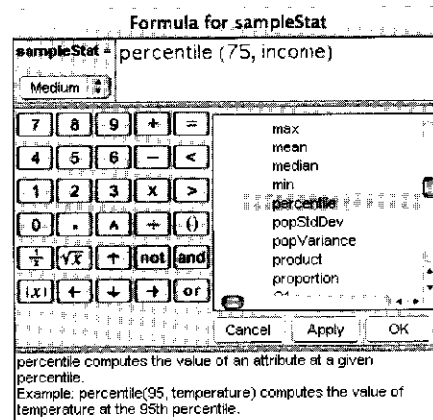 Formula for sampleStat
sampleStat = percentile (75, income)
Medium
7 8 9 + =
4 5 6 − <
1 2 3 x >
0 . ^ ÷ ()
√x ↑ not and
|x| ← ↓ → or
max
mean
median
min
percentile
popStdDev
popVariance
product
proportion
Cancel Apply OK
percentile computes the value of an attribute at a given
percentile.
Example: percentile(95, temperature) computes the value of
temperature at the 95th percentile.